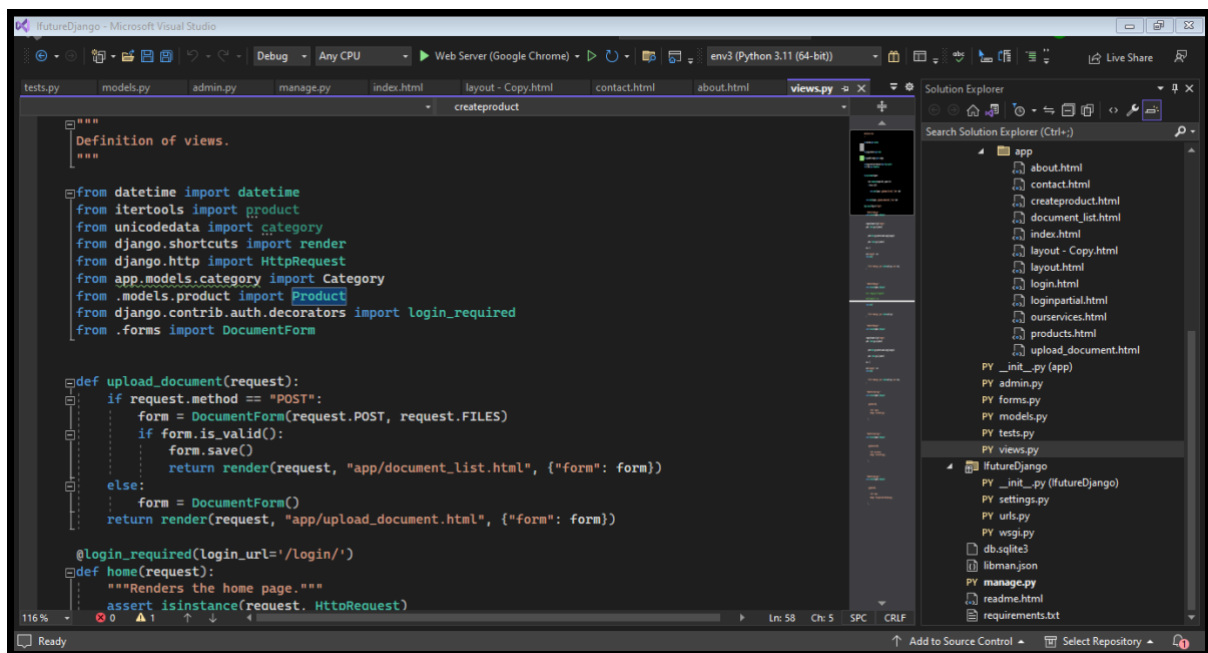 IfutureDjango - Microsoft Visual Studio
Debug Any CPU Web Server (Google Chrome) env3 (Python 3.11 (64-bit)) Live Share
tests.py models.py admin.py manage.py index.html layout - Copy.html contact.html about.html views.py
createproduct
"""
Definition of views.
"""
from datetime import datetime
from itertools import product
from unicodedata import category
from django.shortcuts import render
from django.http import HttpRequest
from app.models.category import Category
from .models.product import Product
from django.contrib.auth.decorators import login_required
from .forms import DocumentForm
def upload_document(request):
if request.method == "POST":
form = DocumentForm(request.POST, request.FILES)
if form.is_valid():
form.save()
return render(request, "app/document_list.html", {"form": form})
else:
form = DocumentForm()
return render(request, "app/upload_document.html", {"form": form})
@login_required(login_url='/login/')
def home(request):
"""Renders the home page."""
assert isinstance(request, HttpRequest)
116 % 0 1 Ln: 58 Ch: 5 SPC CRLF
Solution Explorer
Search Solution Explorer (Ctrl+;)
app
about.html
contact.html
createproduct.html
document_list.html
index.html
layout - Copy.html
layout.html
login.html
loginpartial.html
ourservices.html
products.html
upload_document.html
PY __init__.py (app)
PY admin.py
PY forms.py
PY models.py
PY tests.py
PY views.py
IfutureDjango
PY __init__.py (IfutureDjango)
PY settings.py
PY urls.py
PY wsgi.py
db.sqlite3
libman.json
PY manage.py
readme.html
requirements.txt
Ready Add to Source Control Select Repository 1